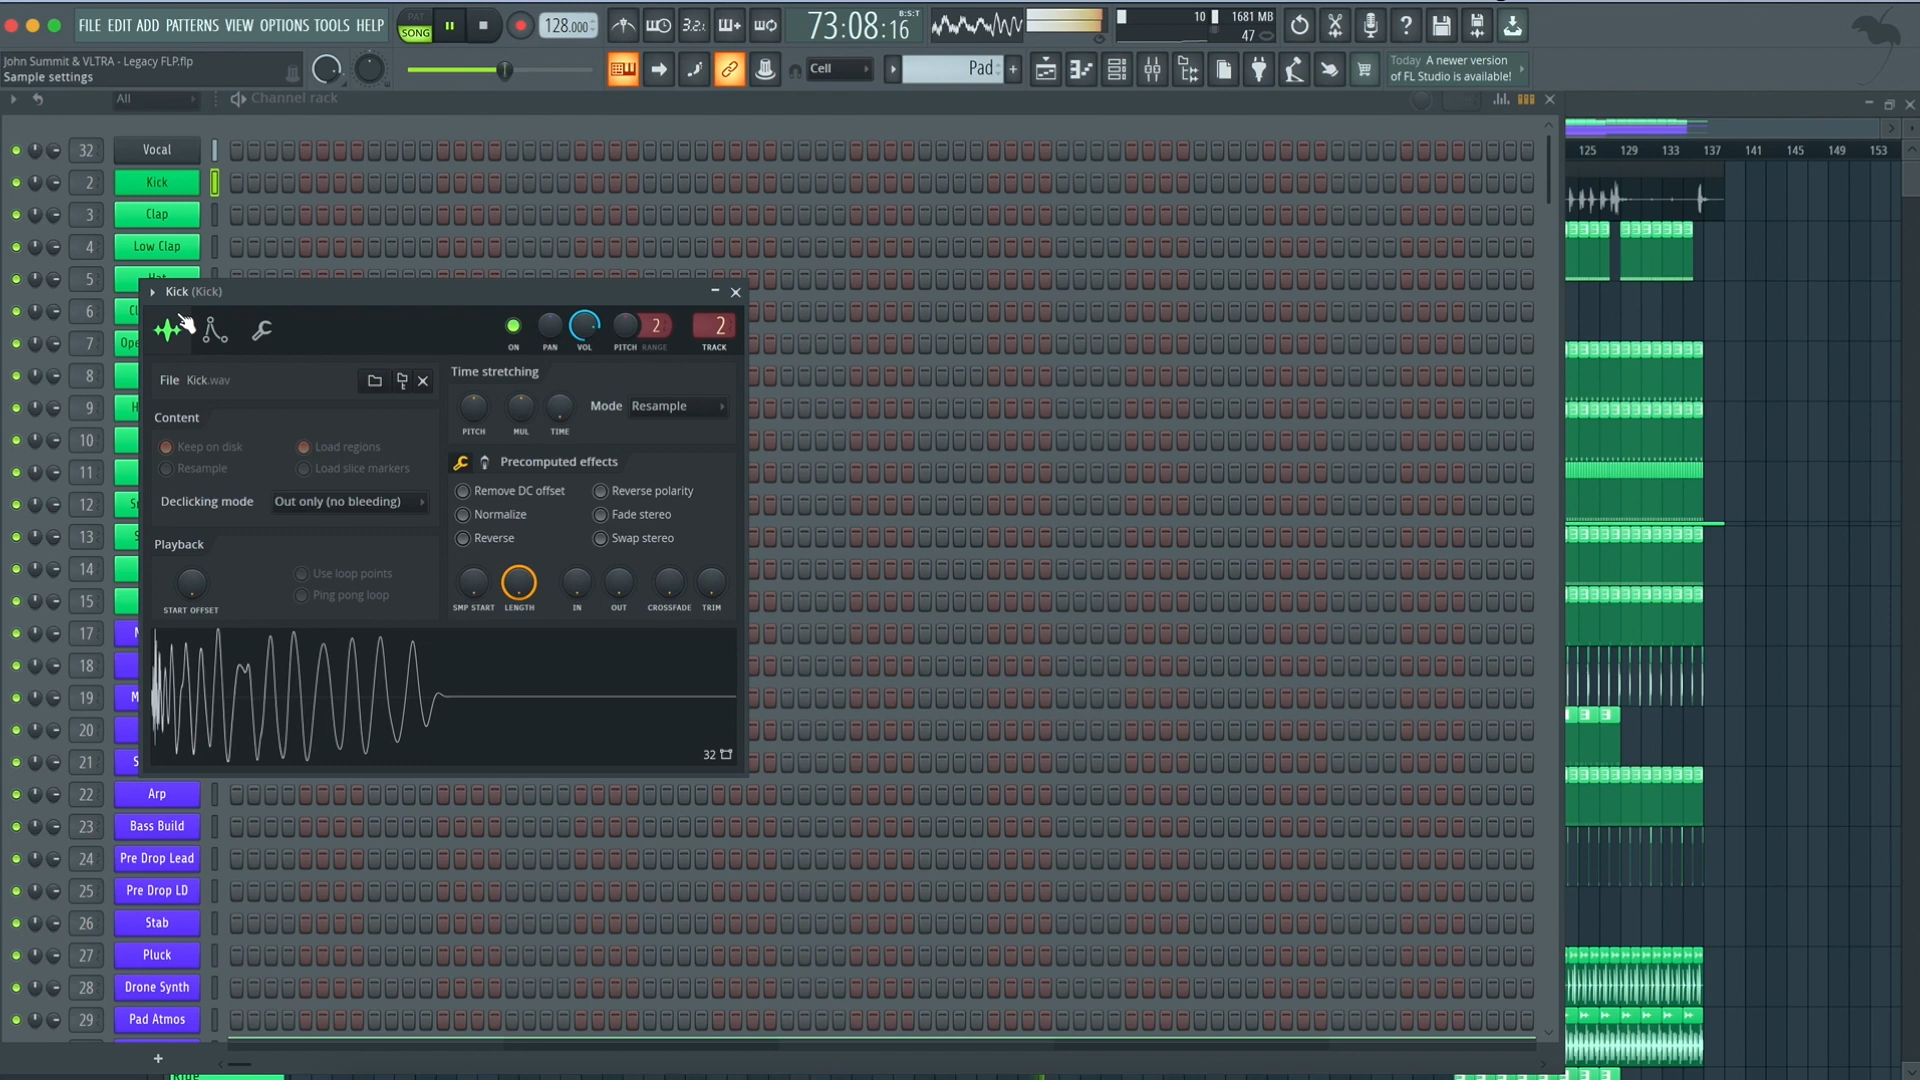 FILE EDIT ADD PATTERNS VIEW OPTIONS TOOLS HELP
PAT
SONG
128.000
3.2
73:08:16
B:S:T
10
1681 MB
47
John Summit & VLTRA - Legacy FLP.flp
Sample settings
Cell
Pad
+
Today A newer version
of FL Studio is available!
All
Channel rack
32 Vocal
2 Kick
3 Clap
4 Low Clap
5 Hat
6
7 Ope
8
9 H
10
11
12
13
14
15
17
18
19
20
21
22 Arp
23 Bass Build
24 Pre Drop Lead
25 Pre Drop LD
26 Stab
27 Pluck
28 Drone Synth
29 Pad Atmos
+
Kick (Kick)
ON PAN VOL PITCH RANGE TRACK
2
2
File Kick.wav
Content
Keep on disk Load regions
Resample Load slice markers
Declicking mode Out only (no bleeding)
Playback
START OFFSET
Use loop points
Ping pong loop
Time stretching
PITCH MUL TIME
Mode Resample
Precomputed effects
Remove DC offset Reverse polarity
Normalize Fade stereo
Reverse Swap stereo
SMP START LENGTH IN OUT CROSSFADE TRIM
32
125 129 133 137 141 145 149 153